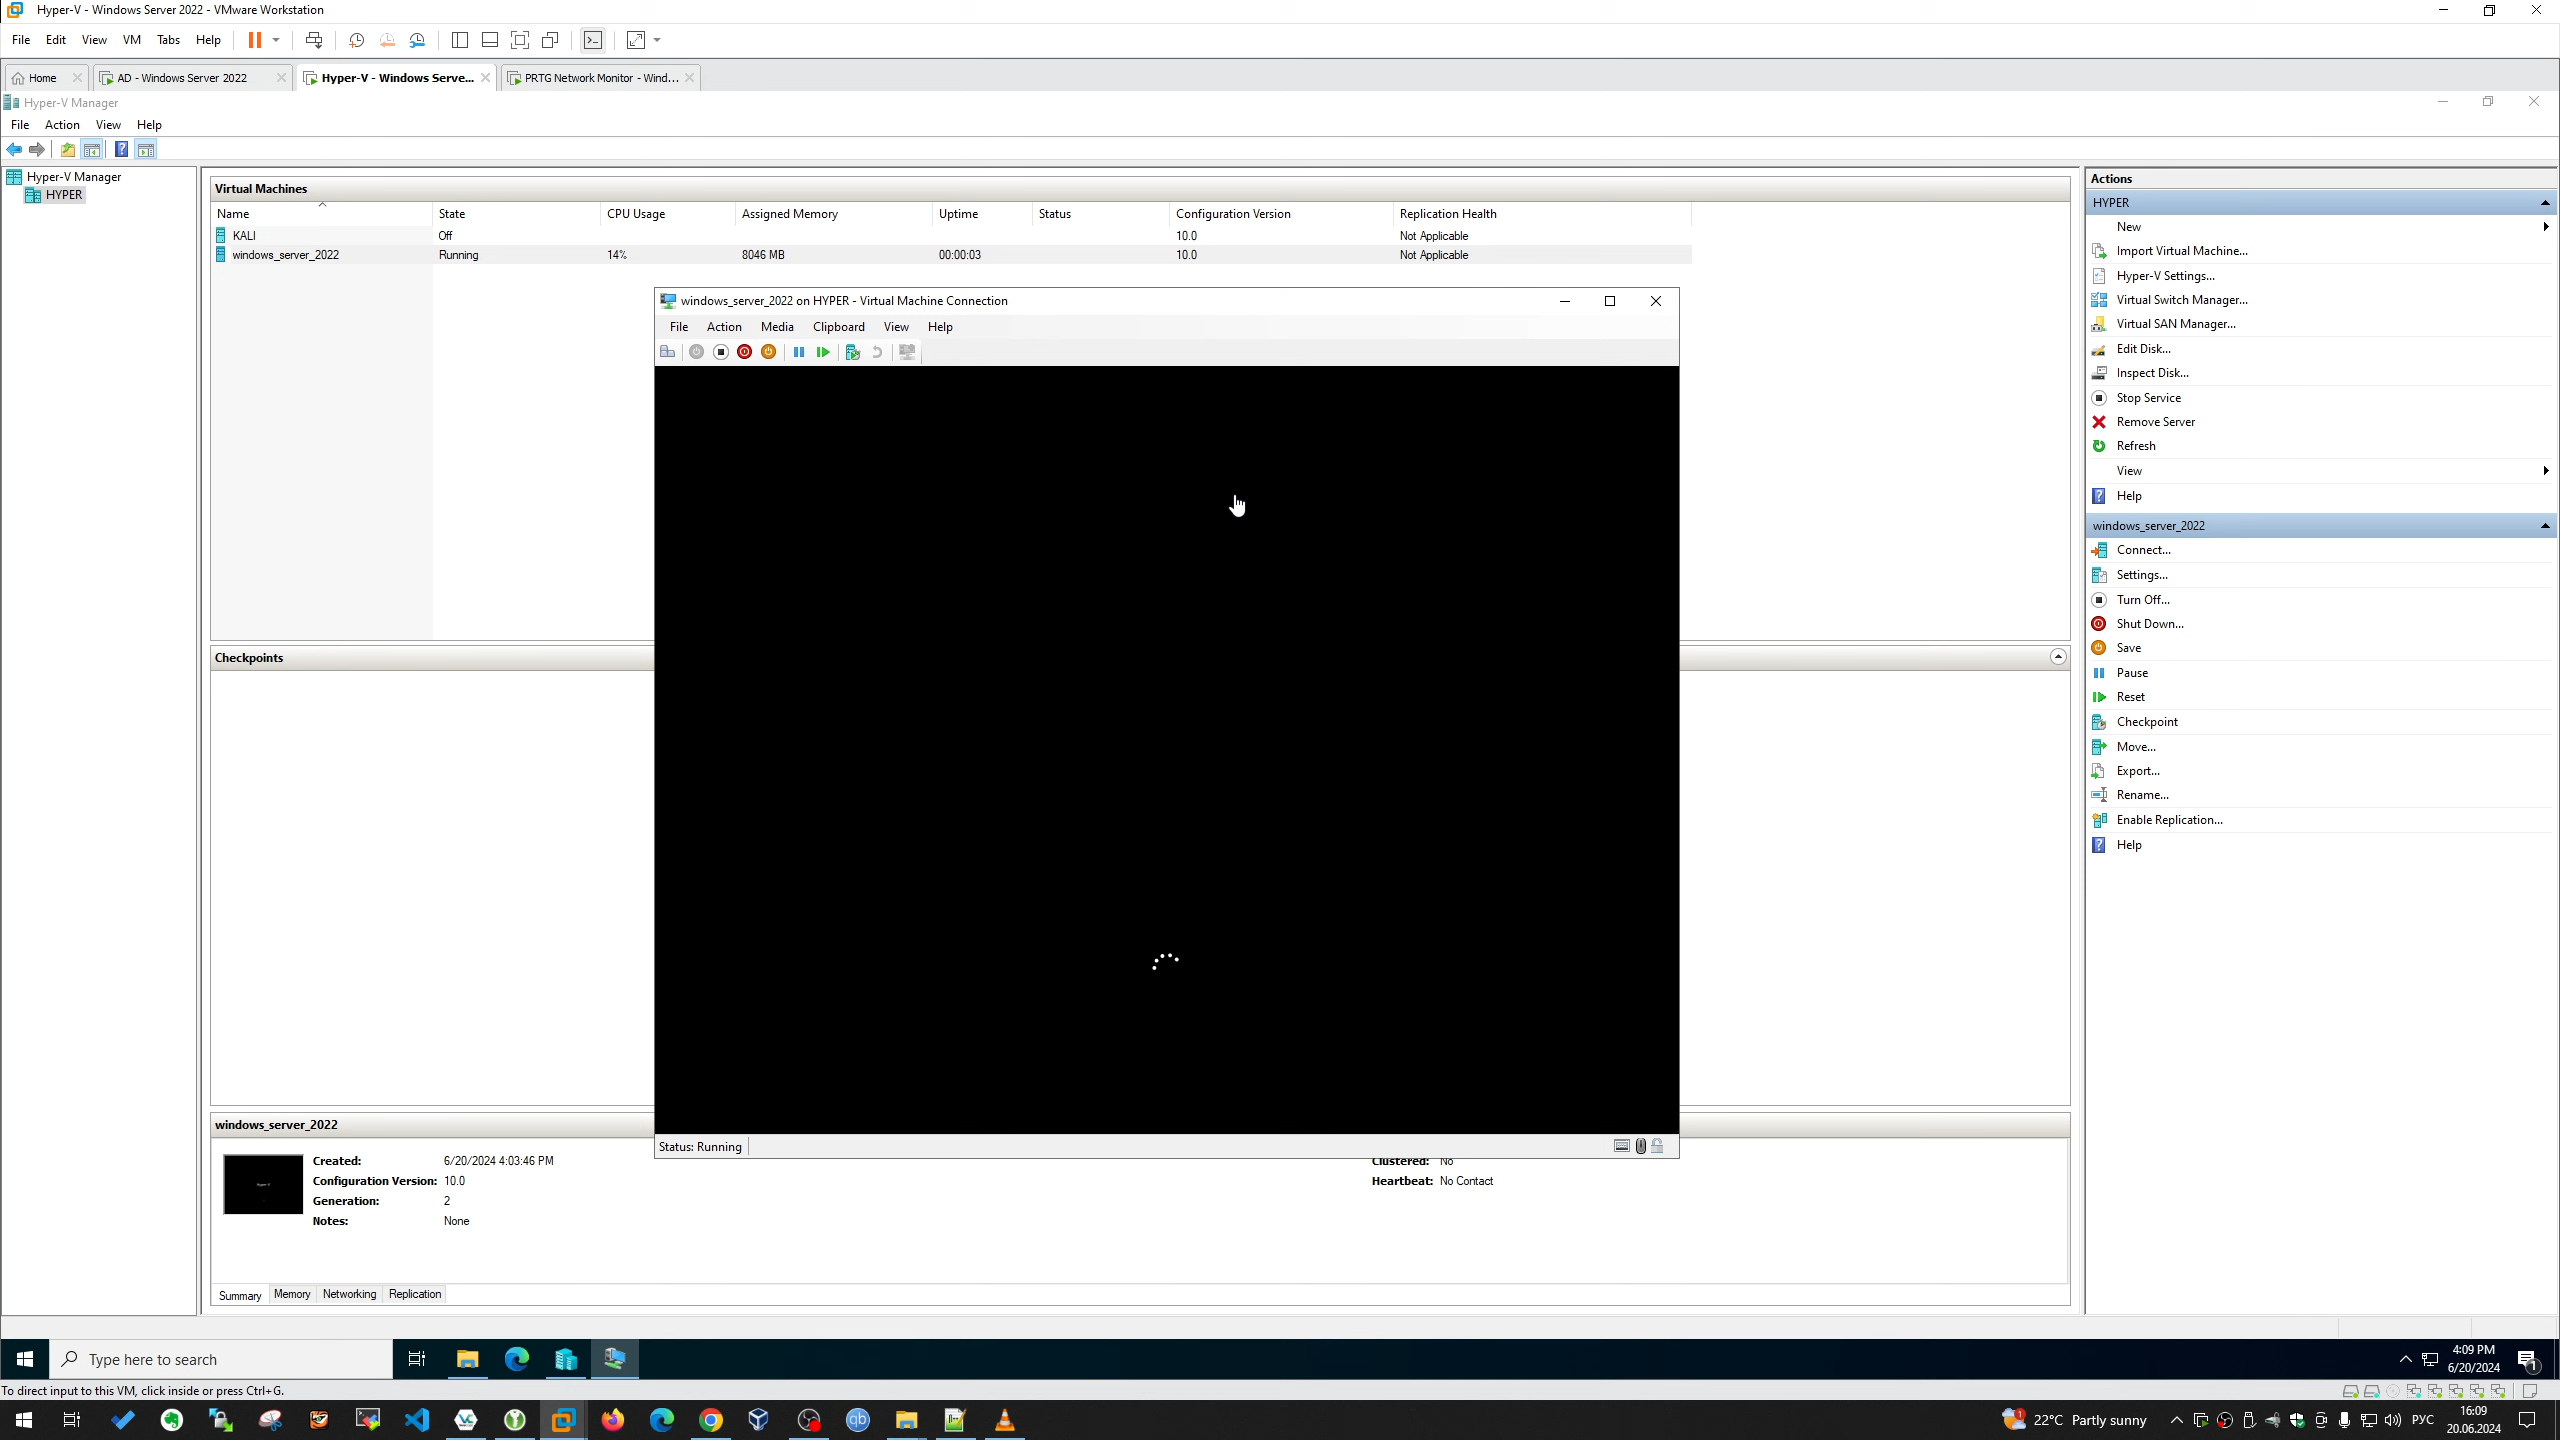 Hyper-V - Windows Server 2022 - VMware Workstation
File Edit View VM Tabs Help
Home AD - Windows Server 2022 Hyper-V - Windows Serve... PRTG Network Monitor - Wind...
Hyper-V Manager
File Action View Help
Hyper-V Manager
HYPER
Virtual Machines
Name State CPU Usage Assigned Memory Uptime Status Configuration Version Replication Health
KALI Off 10.0 Not Applicable
windows_server_2022 Running 14% 8046 MB 00:00:03 10.0 Not Applicable
windows_server_2022 on HYPER - Virtual Machine Connection
File Action Media Clipboard View Help
Status: Running
Checkpoints
windows_server_2022
Created: 6/20/2024 4:03:46 PM
Configuration Version: 10.0
Generation: 2
Notes: None
Clustered: No
Heartbeat: No Contact
Summary Memory Networking Replication
Actions
HYPER
New
Import Virtual Machine...
Hyper-V Settings...
Virtual Switch Manager...
Virtual SAN Manager...
Edit Disk...
Inspect Disk...
Stop Service
Remove Server
Refresh
View
Help
windows_server_2022
Connect...
Settings...
Turn Off...
Shut Down...
Save
Pause
Reset
Checkpoint
Move...
Export...
Rename...
Enable Replication...
Help
Type here to search
4:09 PM
6/20/2024
1
To direct input to this VM, click inside or press Ctrl+G.
1
22°C Partly sunny
РУС
16:09
20.06.2024